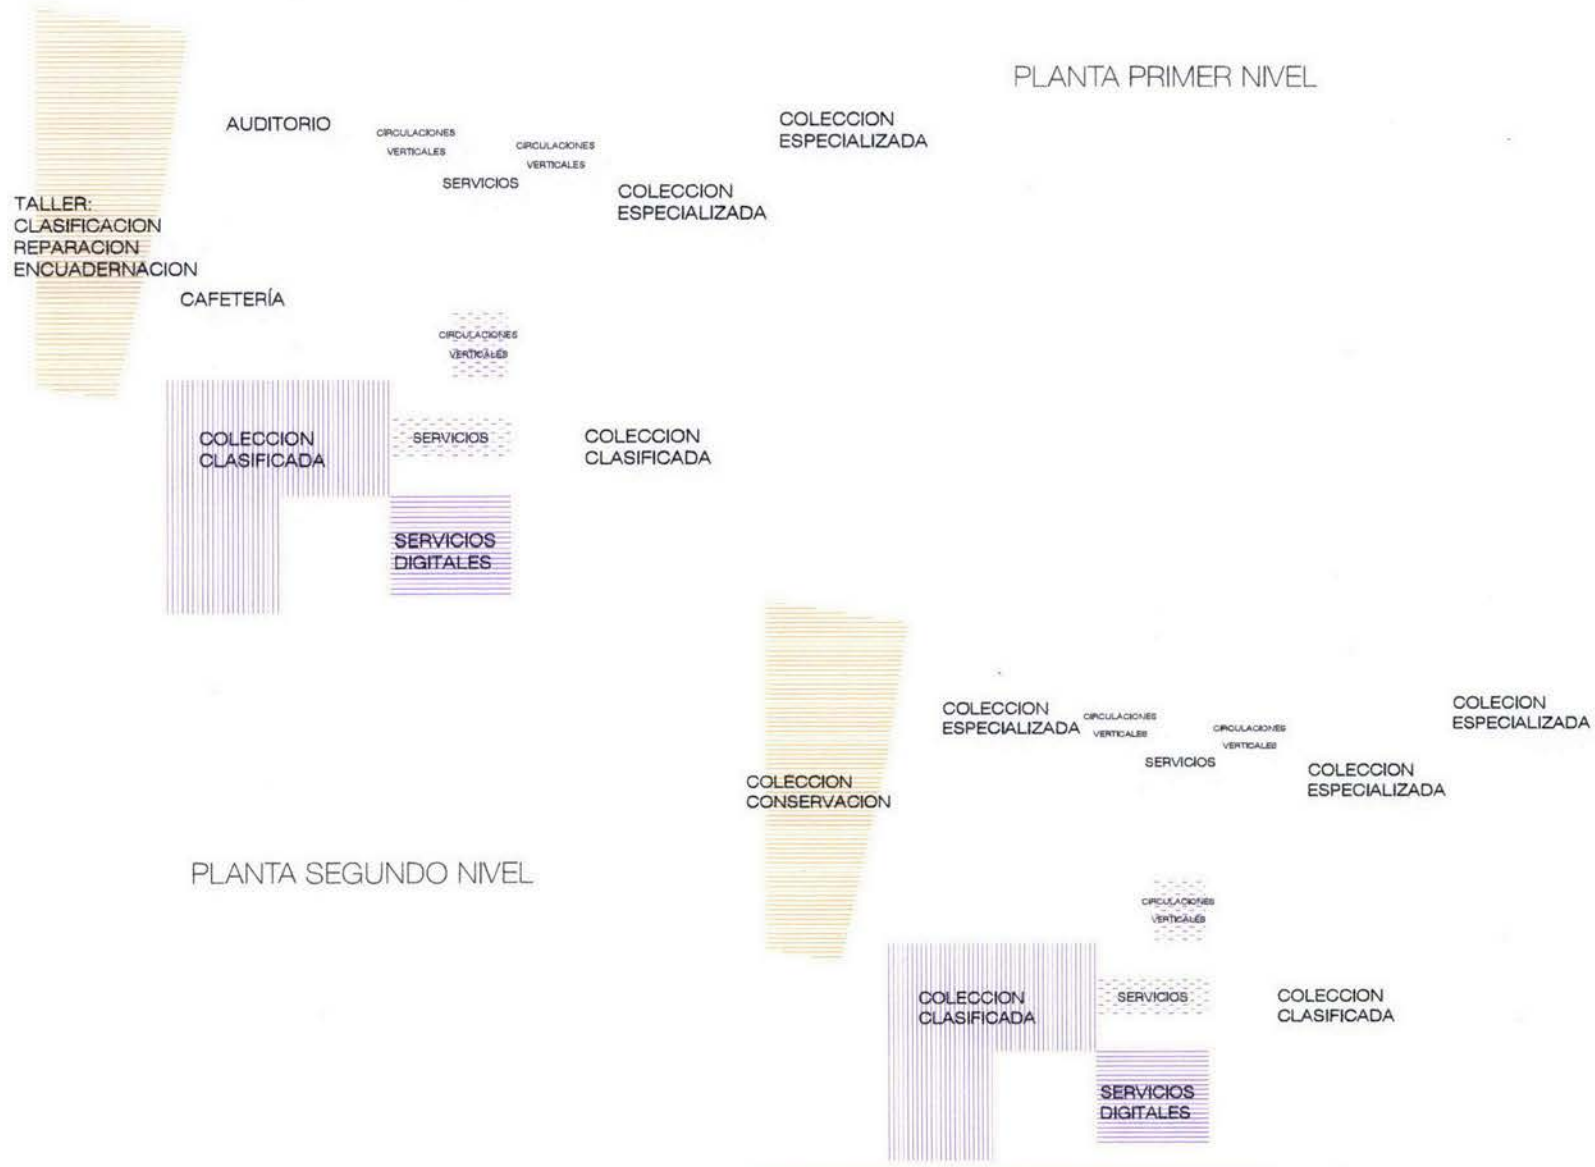 PLANTA PRIMER NIVEL
AUDITORIO
CIRCULACIONES
VERTICALES
CIRCULACIONES
VERTICALES
SERVICIOS
COLECCION
ESPECIALIZADA
COLECCION
ESPECIALIZADA
TALLER:
CLASIFICACION
REPARACION
ENCUADERNACION
CAFETERÍA
CIRCULACIONES
VERTICALES
COLECCION
CLASIFICADA
SERVICIOS
COLECCION
CLASIFICADA
SERVICIOS
DIGITALES
PLANTA SEGUNDO NIVEL
COLECCION
ESPECIALIZADA
CIRCULACIONES
VERTICALES
CIRCULACIONES
VERTICALES
SERVICIOS
COLECCION
ESPECIALIZADA
COLECION
ESPECIALIZADA
COLECCION
CONSERVACION
CIRCULACIONES
VERTICALES
COLECCION
CLASIFICADA
SERVICIOS
COLECCION
CLASIFICADA
SERVICIOS
DIGITALES